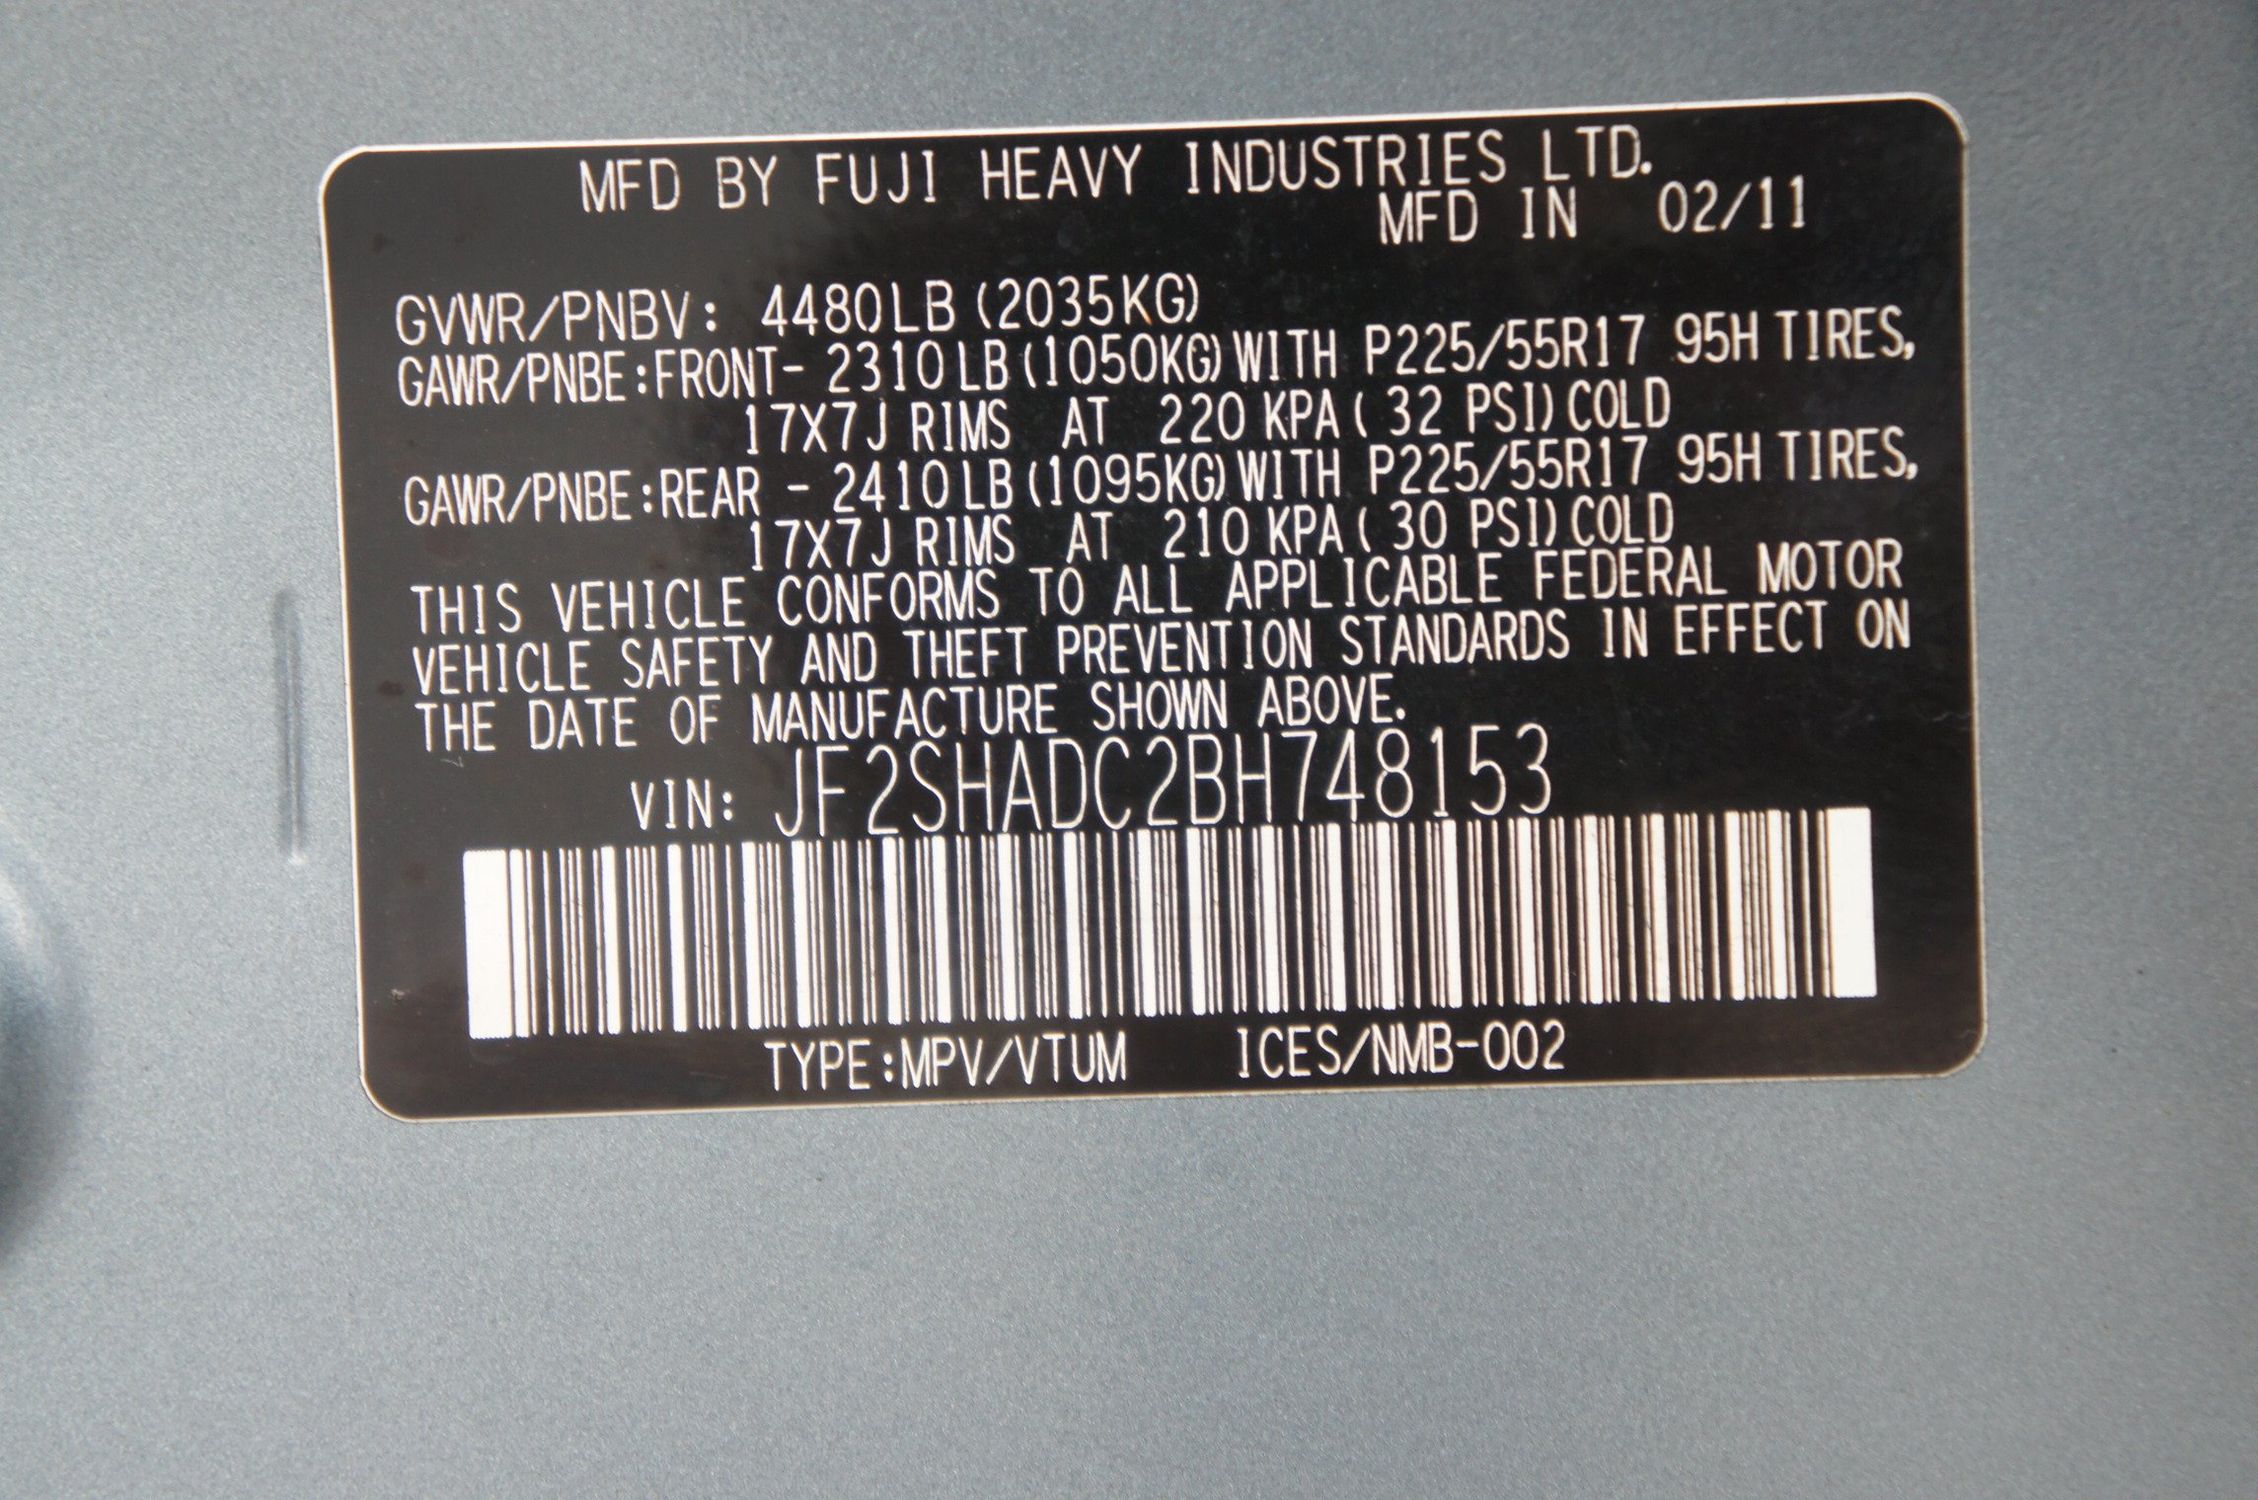 MFD BY FUJI HEAVY INDUSTRIES LTD.
MFD IN 02/11
GVWR/PNBV: 4480LB (2035KG)
GAWR/PNBE:FRONT- 2310LB(1050KG)WITH P225/55R17 95H TIRES,
17X7J RIMS AT 220 KPA( 32 PSI)COLD
GAWR/PNBE:REAR - 2410LB(1095KG)WITH P225/55R17 95H TIRES,
17X7J RIMS AT 210 KPA( 30 PSI)COLD
THIS VEHICLE CONFORMS TO ALL APPLICABLE FEDERAL MOTOR
VEHICLE SAFETY AND THEFT PREVENTION STANDARDS IN EFFECT ON
THE DATE OF MANUFACTURE SHOWN ABOVE.
VIN: JF2SHADC2BH748153
TYPE:MPV/VTUM ICES/NMB-002